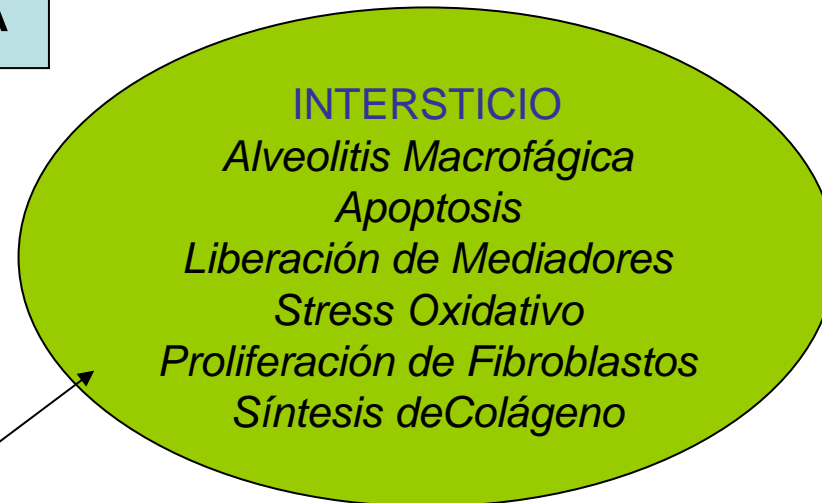 A
INTERSTICIO
Alveolitis Macrofágica
Apoptosis
Liberación de Mediadores
Stress Oxidativo
Proliferación de Fibroblastos
Síntesis deColágeno